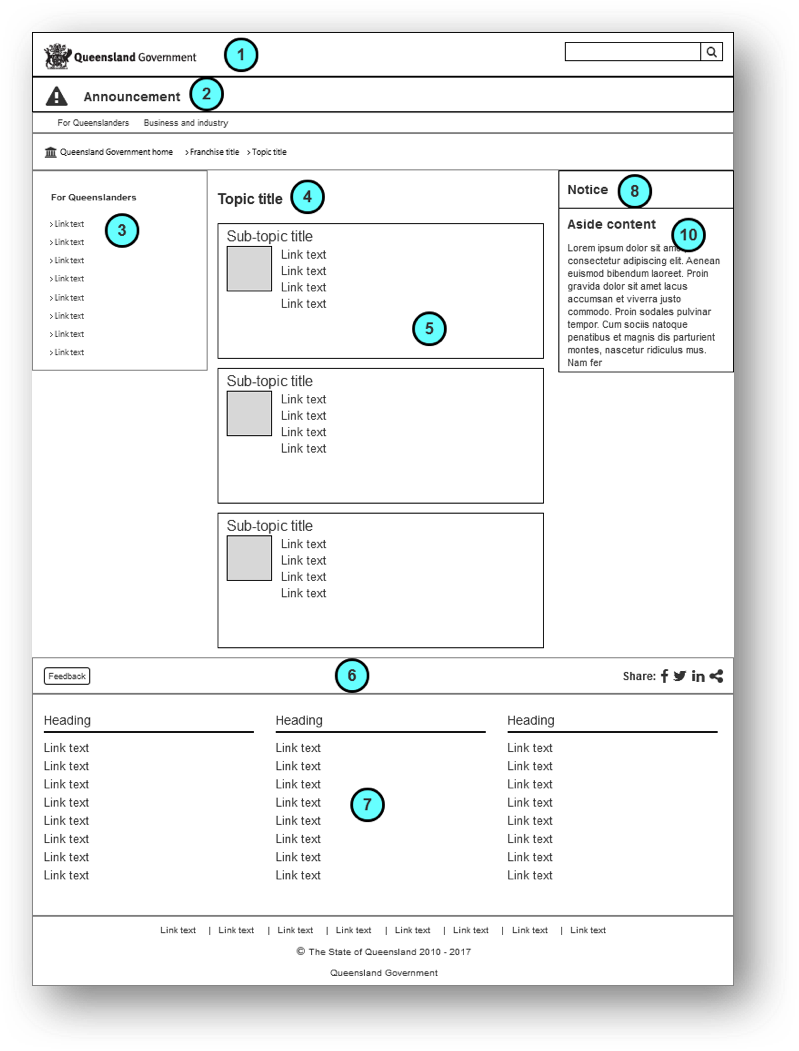 Queensland Government
1
Announcement
2
For Queenslanders Business and industry
Queensland Government home > Franchise title > Topic title
For Queenslanders
> Link text
> Link text
> Link text
> Link text
> Link text
> Link text
> Link text
> Link text
3
Topic title
4
Sub-topic title
Link text
Link text
Link text
Link text
5
Sub-topic title
Link text
Link text
Link text
Link text
Sub-topic title
Link text
Link text
Link text
Link text
Notice
8
Aside content
10
Lorem ipsum dolor sit amet,
consectetur adipiscing elit. Aenean
euismod bibendum laoreet. Proin
gravida dolor sit amet lacus
accumsan et viverra justo
commodo. Proin sodales pulvinar
tempor. Cum sociis natoque
penatibus et magnis dis parturient
montes, nascetur ridiculus mus.
Nam fer
Feedback
6
Share:
Heading
Link text
Link text
Link text
Link text
Link text
Link text
Link text
Link text
Heading
Link text
Link text
Link text
Link text
Link text
Link text
Link text
Link text
7
Heading
Link text
Link text
Link text
Link text
Link text
Link text
Link text
Link text
Link text | Link text | Link text | Link text | Link text | Link text | Link text | Link text
© The State of Queensland 2010 - 2017
Queensland Government